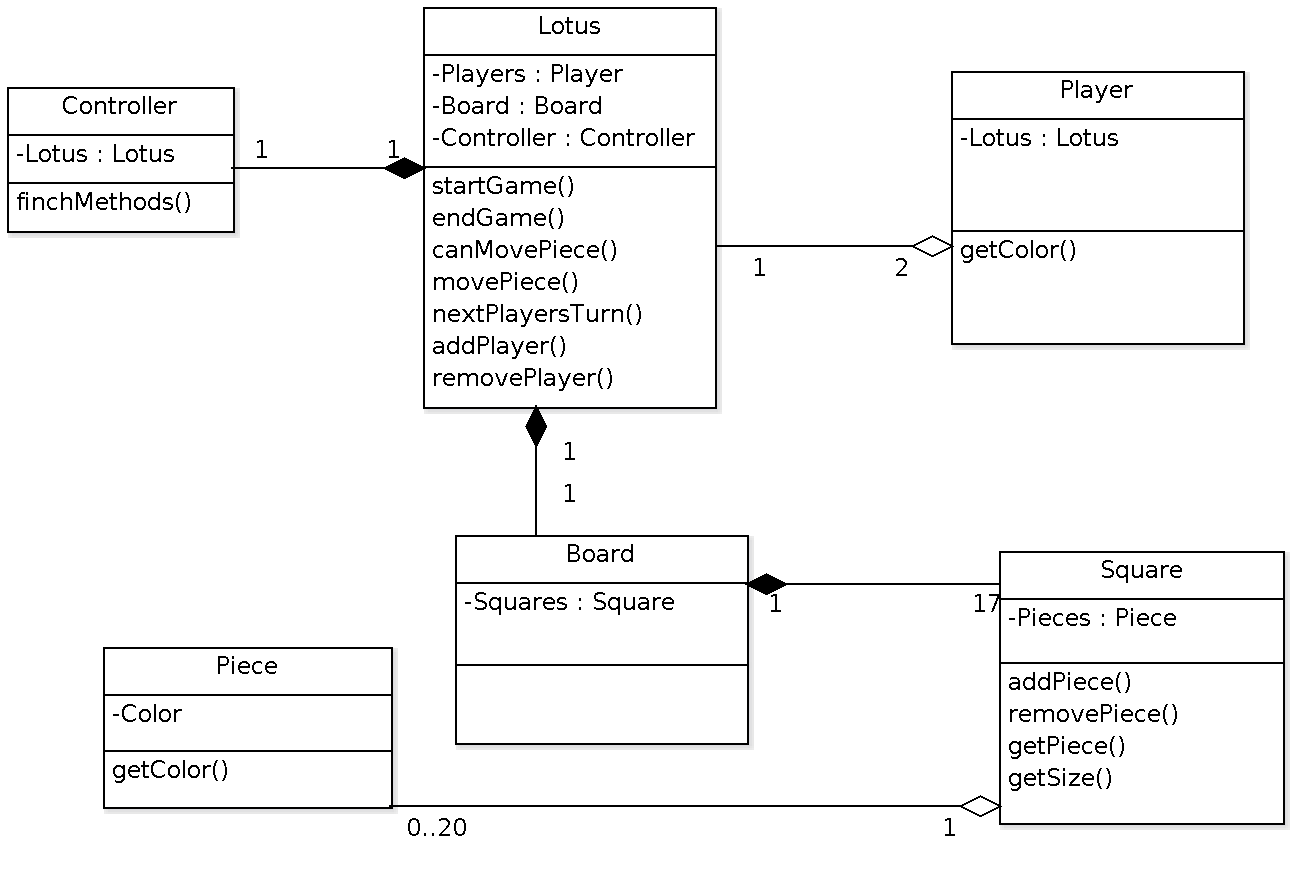 Lotus
-Players : Player
-Board : Board
-Controller : Controller
startGame()
endGame()
canMovePiece()
movePiece()
nextPlayersTurn()
addPlayer()
removePlayer()
Controller
-Lotus : Lotus
finchMethods()
1
1
Player
-Lotus : Lotus
getColor()
1
2
1
1
Board
-Squares : Square
1
17
Square
-Pieces : Piece
addPiece()
removePiece()
getPiece()
getSize()
Piece
-Color
getColor()
0..20
1